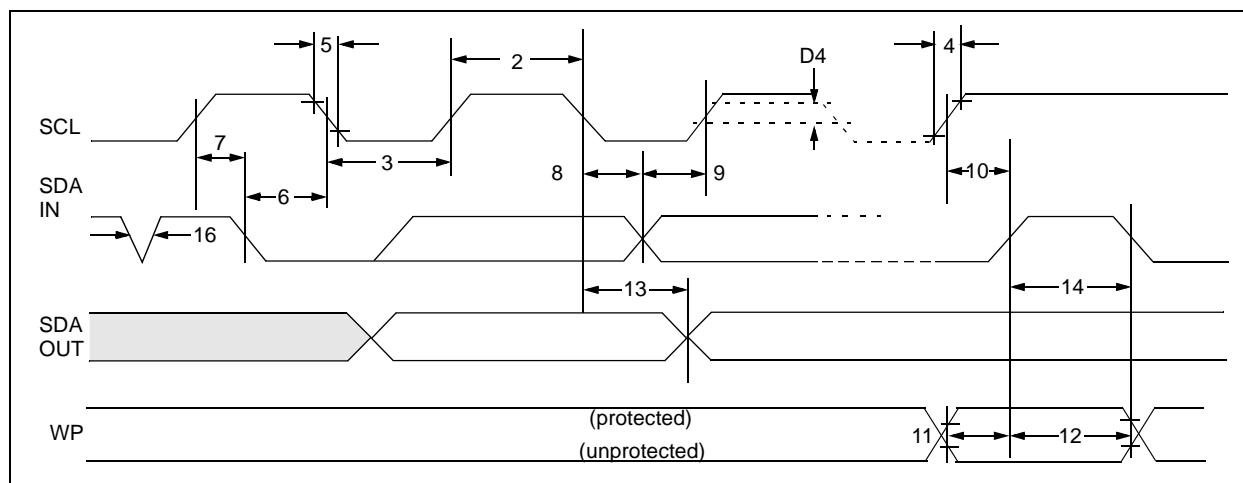 5
2
D4
4
SCL
7
3
8
9
10
SDA
IN
6
16
13
14
SDA
OUT
WP
(protected)
(unprotected)
11
12